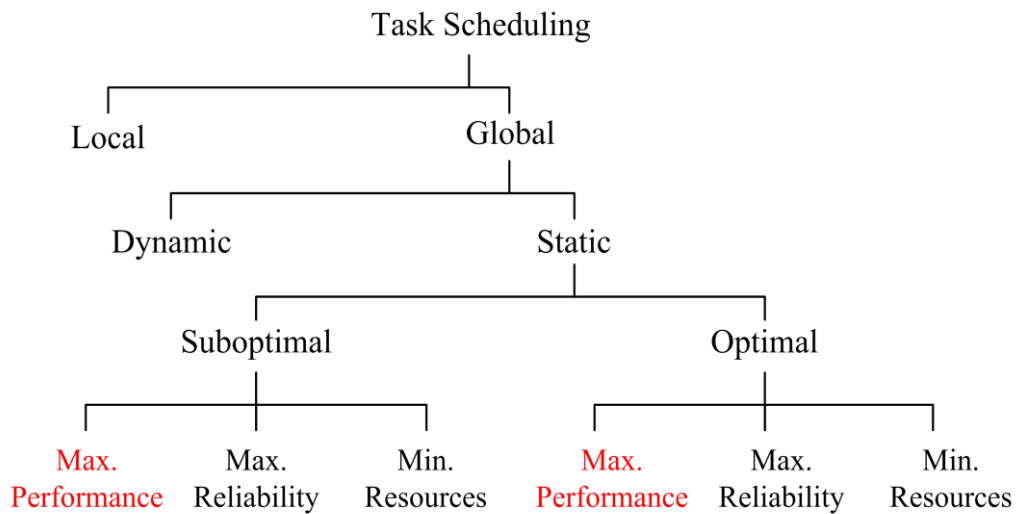 Task Scheduling
Local
Global
Dynamic
Static
Suboptimal
Optimal
Max.
Performance
Max.
Reliability
Min.
Resources
Max.
Performance
Max.
Reliability
Min.
Resources